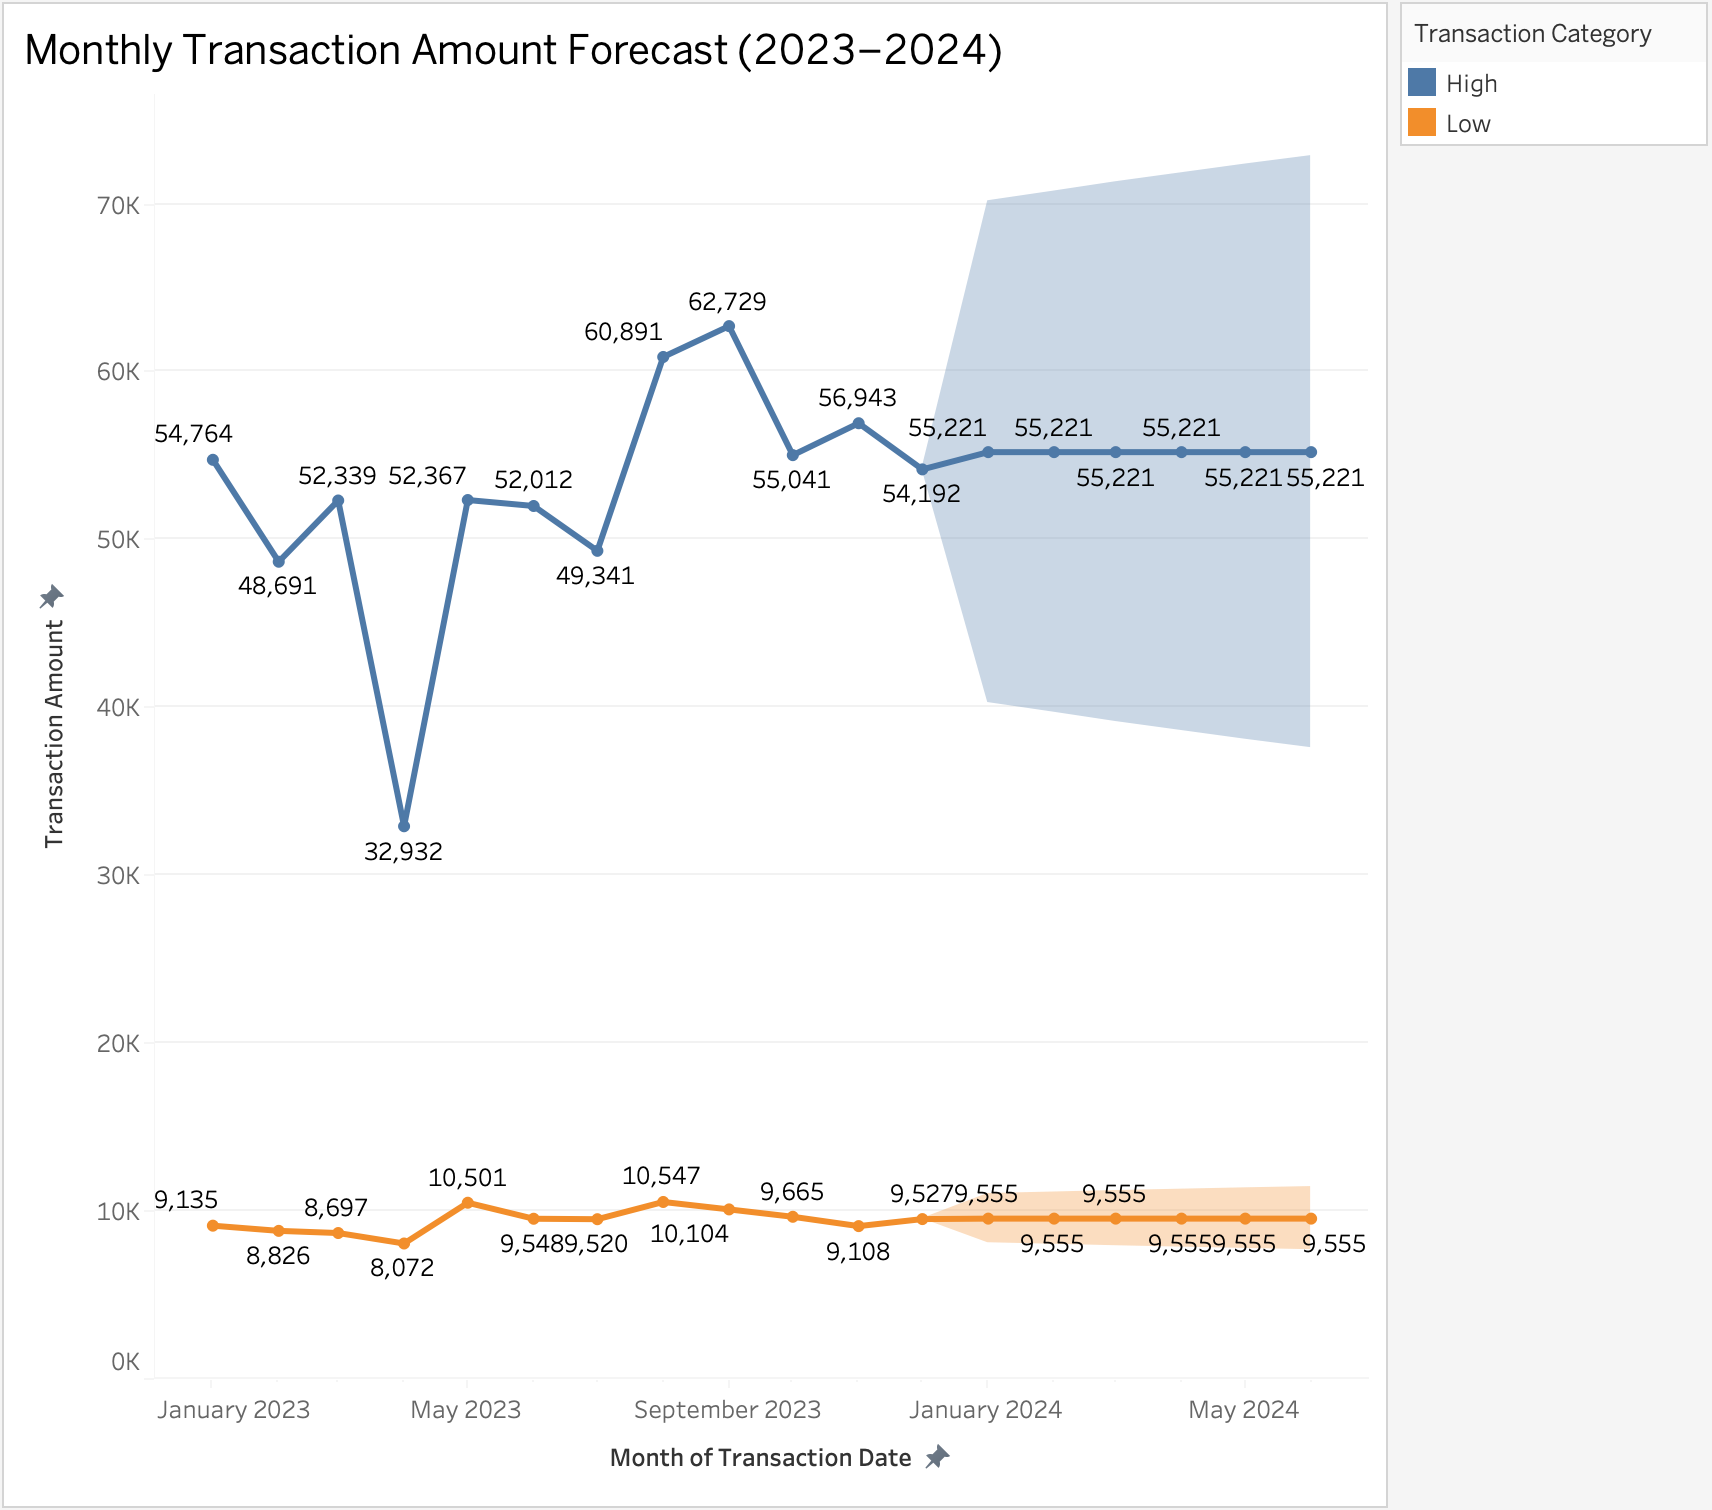 Monthly Transaction Amount Forecast (2023–2024)
Transaction Category
High
Low
Transaction Amount
70K
60K
50K
40K
30K
20K
10K
0K
62,729
60,891
56,943
54,764
55,221 55,221 55,221
52,339 52,367 52,012
55,041 55,221 55,221 55,221
54,192
49,341
48,691
32,932
10,501 10,547
9,135 8,697 9,665 9,527 9,555 9,555
8,826 9,548 9,520 10,104 9,108 9,555 9,555 9,555 9,555
8,072
January 2023 May 2023 September 2023 January 2024 May 2024
Month of Transaction Date